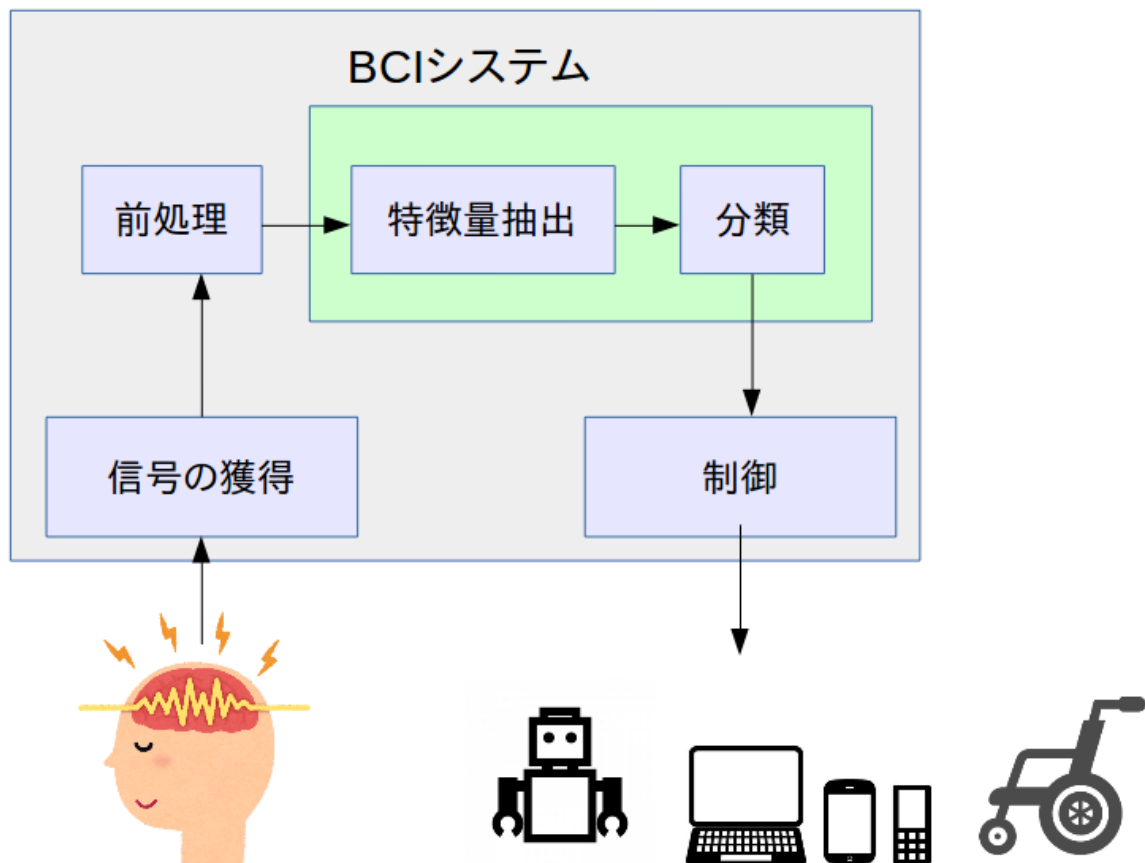 BCIシステム
前処理
特徴量抽出
分類
信号の獲得
制御